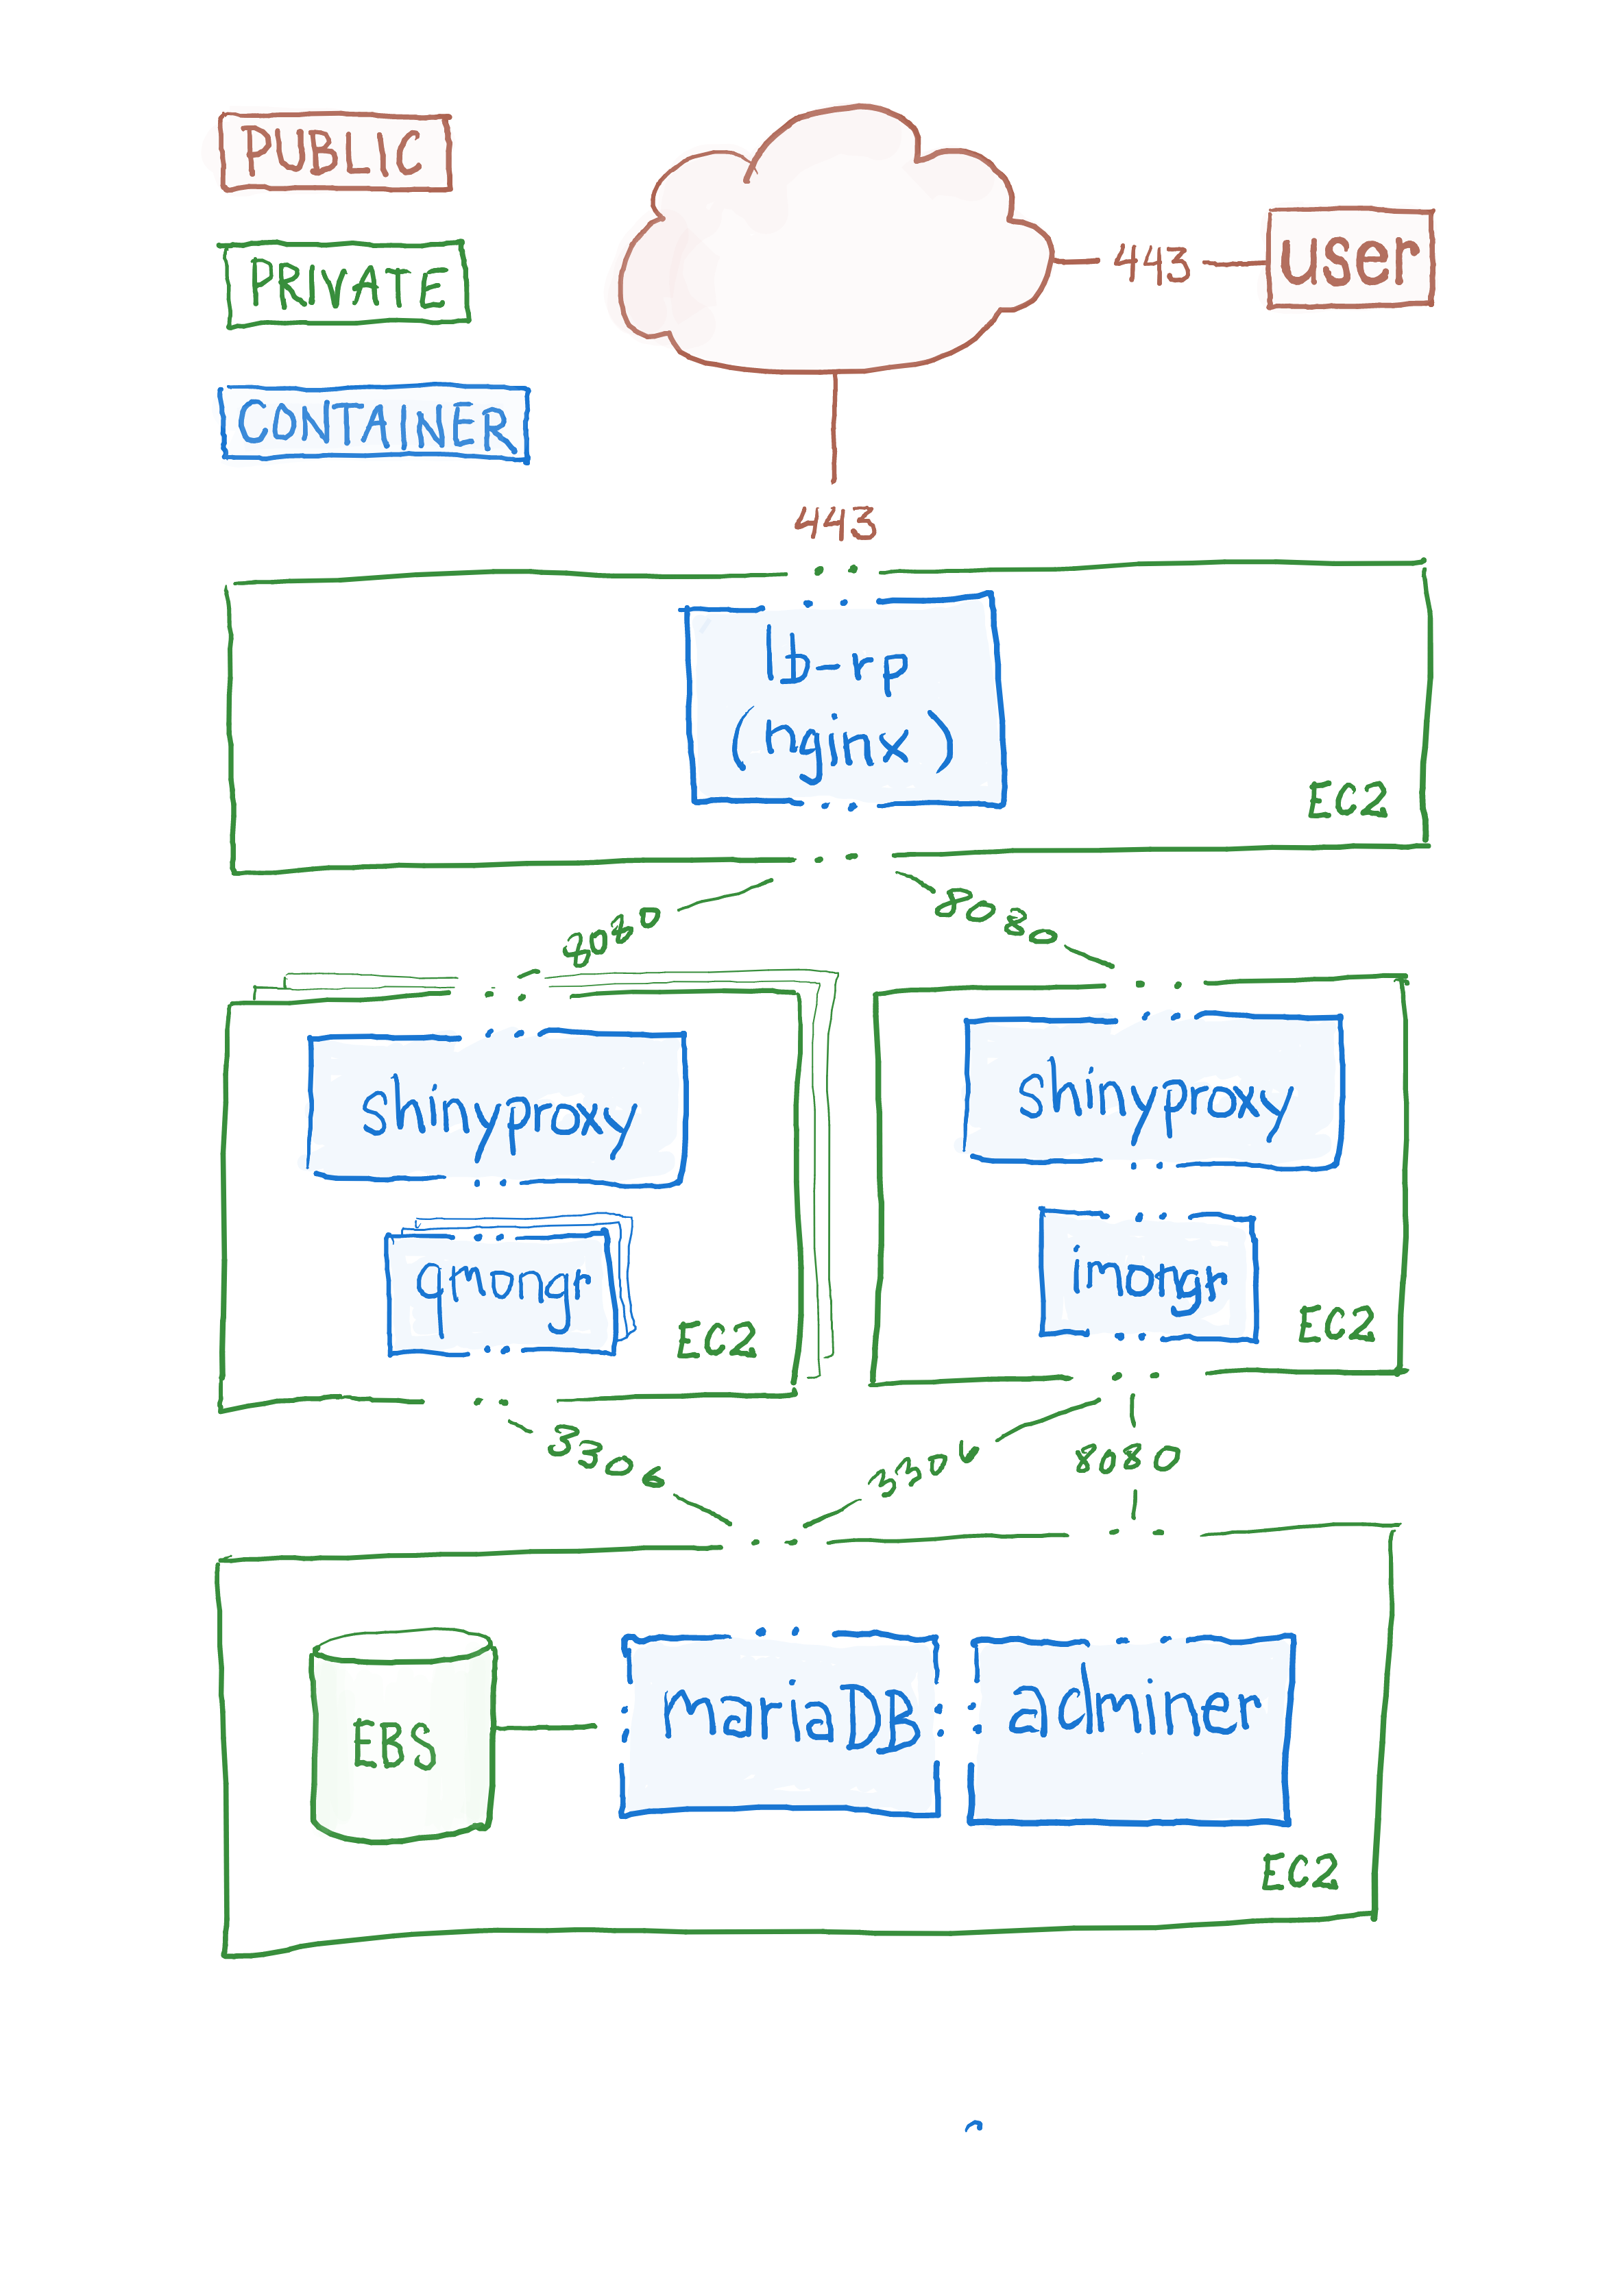 PUBLIC
PRIVATE
CONTAINER
443
user
443
lb-rp
(nginx)
EC2
8080
8080
shinyproxy
qmongr
EC2
shinyproxy
imongr
EC2
3306
3306
8080
EBS
mariaDB
adminer
EC2